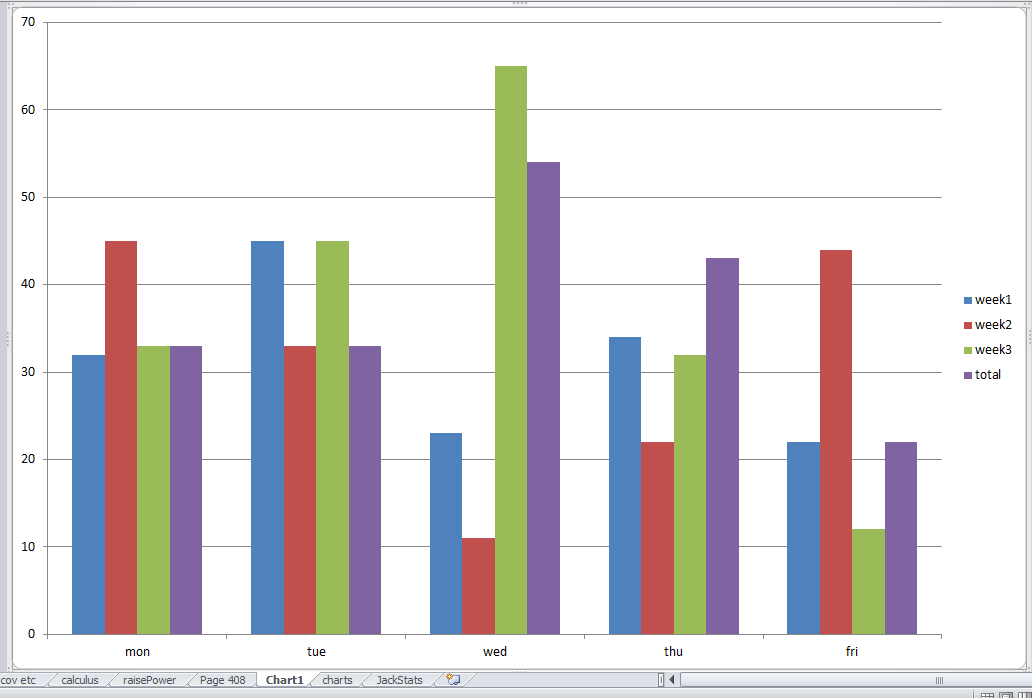 70
60
50
40
30
20
10
0
mon tue wed thu fri
week1
week2
week3
total
cov etc calculus raisePower Page 408 Chart1 charts JackStats